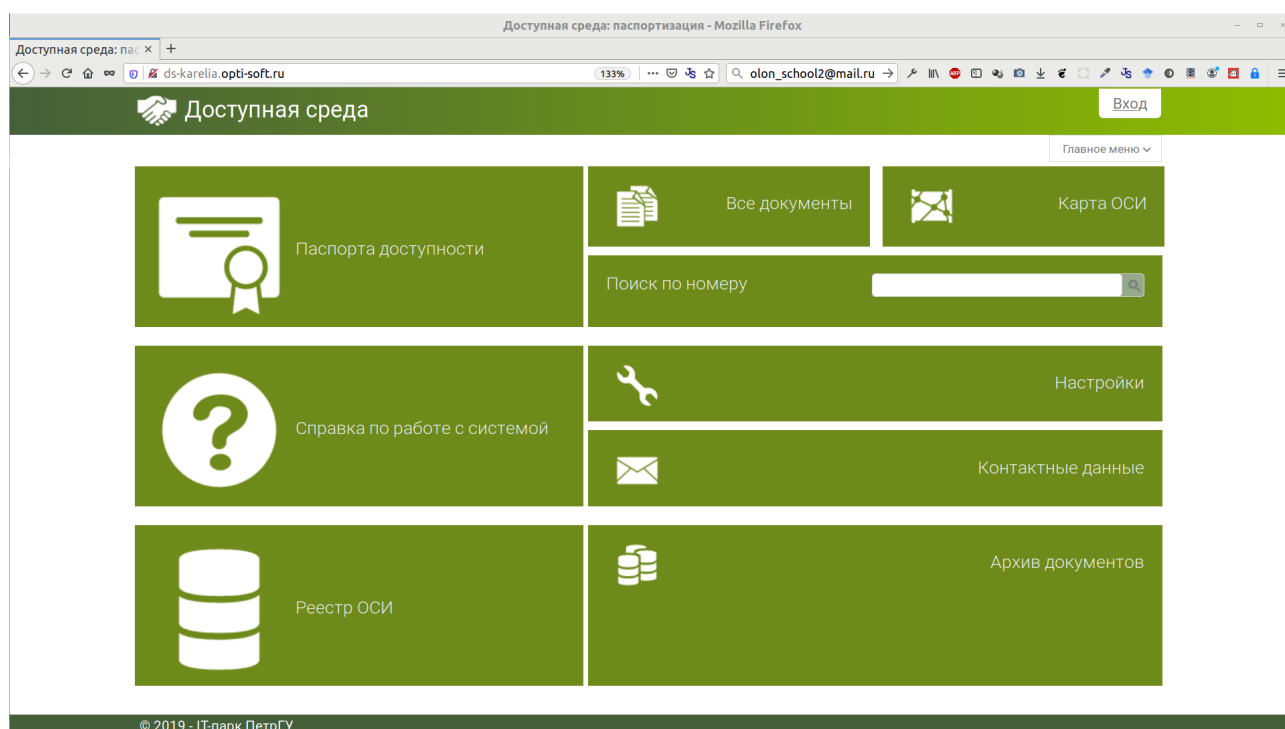 Доступная среда: паспортизация - Mozilla Firefox
Доступная среда: пас
ds-karelia.opti-soft.ru
133%
olon_school2@mail.ru
Доступная среда
Вход
Главное меню
Паспорта доступности
Все документы
Карта ОСИ
Поиск по номеру
Справка по работе с системой
Настройки
Контактные данные
Реестр ОСИ
Архив документов
© 2019 - IT-парк ПетрГУ